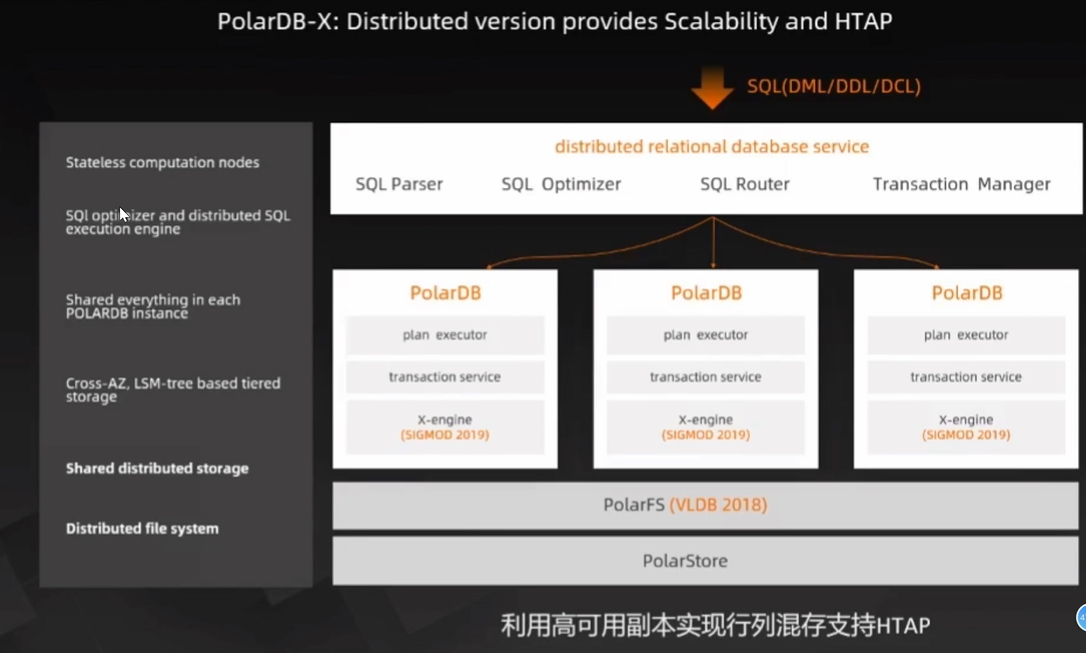 PolarDB-X: Distributed version provides Scalability and HTAP
SQL(DML/DDL/DCL)
Stateless computation nodes
SQl optimizer and distributed SQL
execution engine
Shared everything in each
POLARDB instance
Cross-AZ, LSM-tree based tiered
storage
Shared distributed storage
Distributed file system
distributed relational database service
SQL Parser SQL Optimizer SQL Router Transaction Manager
PolarDB
plan executor
transaction service
X-engine
(SIGMOD 2019)
PolarDB
plan executor
transaction service
X-engine
(SIGMOD 2019)
PolarDB
plan executor
transaction service
X-engine
(SIGMOD 2019)
PolarFS (VLDB 2018)
PolarStore
利用高可用副本实现行列混存支持HTAP